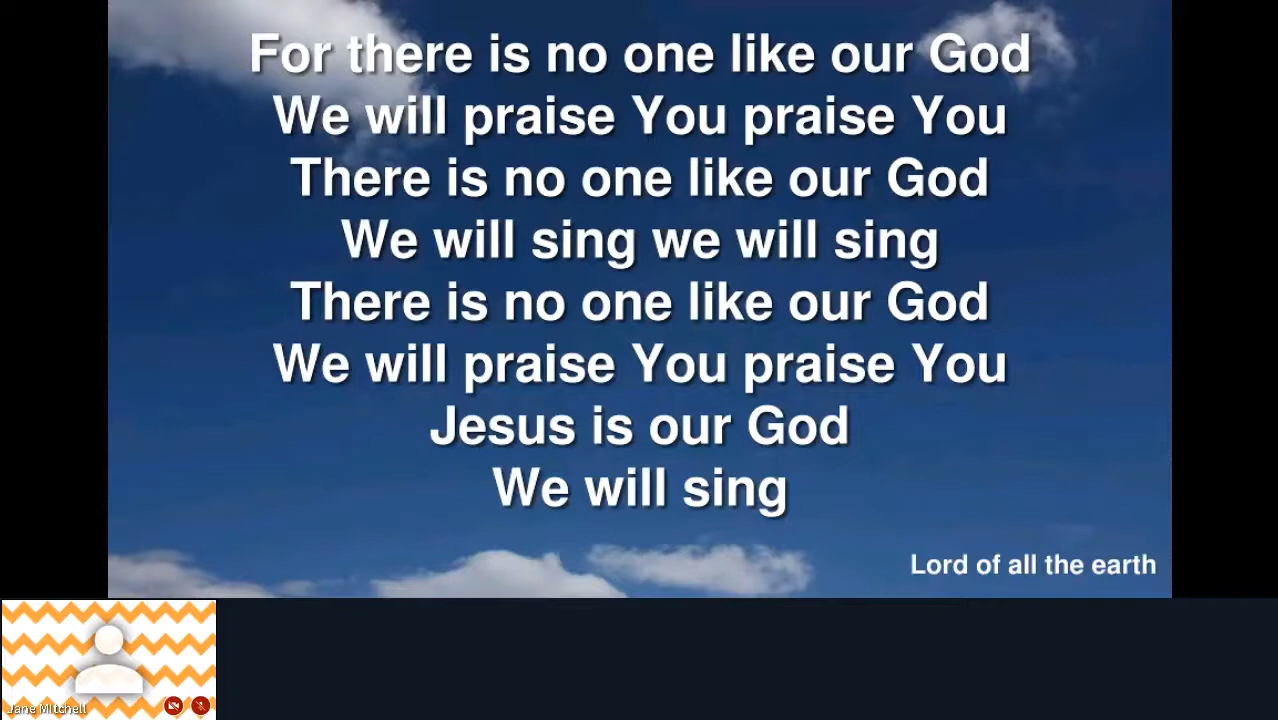 For there is no one like our God
We will praise You praise You
There is no one like our God
We will sing we will sing
There is no one like our God
We will praise You praise You
Jesus is our God
We will sing
Lord of all the earth
Jane Mitchell